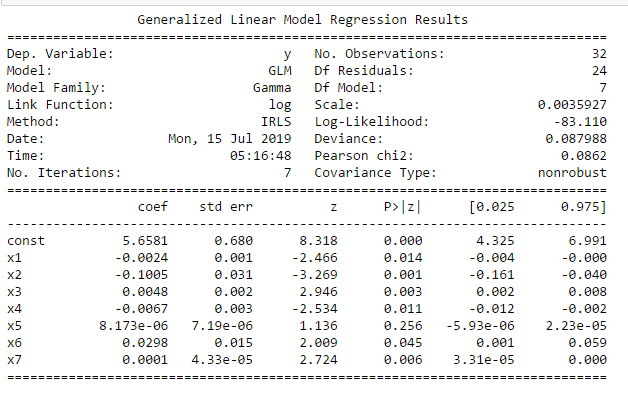 Generalized Linear Model Regression Results
==============================================================================
Dep. Variable: y No. Observations: 32
Model: GLM Df Residuals: 24
Model Family: Gamma Df Model: 7
Link Function: log Scale: 0.0035927
Method: IRLS Log-Likelihood: -83.110
Date: Mon, 15 Jul 2019 Deviance: 0.087988
Time: 05:16:48 Pearson chi2: 0.0862
No. Iterations: 7 Covariance Type: nonrobust
==============================================================================
coef std err z P>|z| [0.025 0.975]
------------------------------------------------------------------------------
const 5.6581 0.680 8.318 0.000 4.325 6.991
x1 -0.0024 0.001 -2.466 0.014 -0.004 -0.000
x2 -0.1005 0.031 -3.269 0.001 -0.161 -0.040
x3 0.0048 0.002 2.946 0.003 0.002 0.008
x4 -0.0067 0.003 -2.534 0.011 -0.012 -0.002
x5 8.173e-06 7.19e-06 1.136 0.256 -5.93e-06 2.23e-05
x6 0.0298 0.015 2.009 0.045 0.001 0.059
x7 0.0001 4.33e-05 2.724 0.006 3.31e-05 0.000
==============================================================================